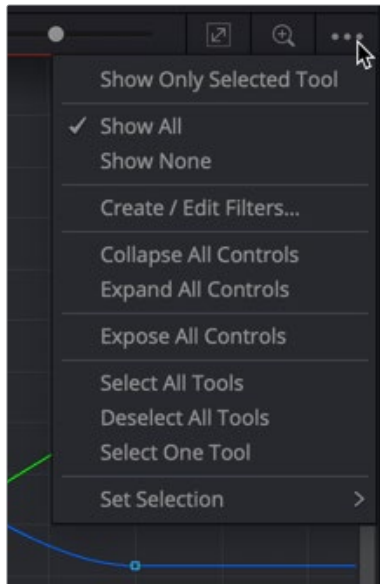 Show Only Selected Tool
Show All
Show None
Create / Edit Filters...
Collapse All Controls
Expand All Controls
Expose All Controls
Select All Tools
Deselect All Tools
Select One Tool
Set Selection